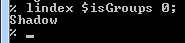 % lindex $isGroups 0;
Shadow
% _